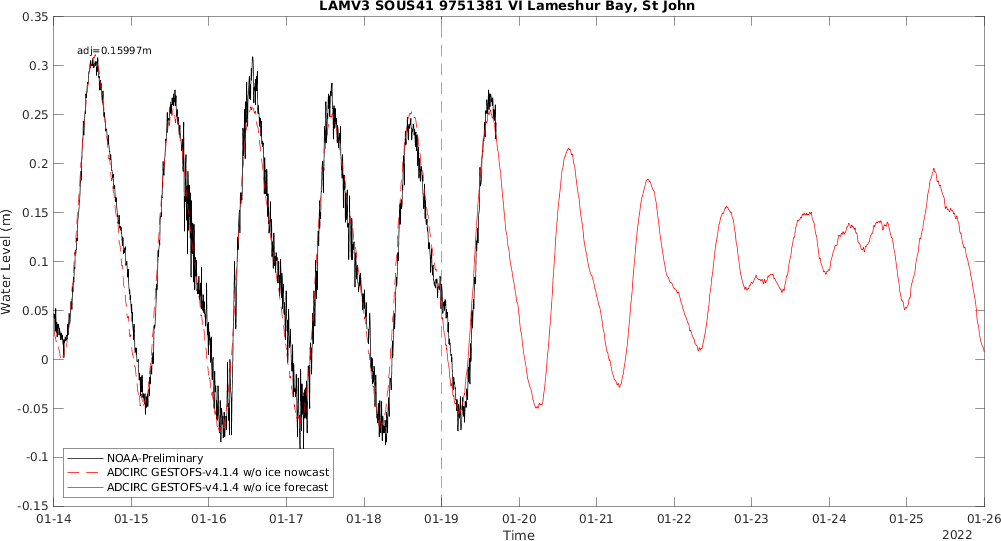 LAMV3 SOUS41 9751381 VI Lameshur Bay, St John
0.35
adj=0.15997m
0.3
0.25
0.2
0.15
0.1
0.05
0
-0.05
-0.1
-0.15
Water Level (m)
NOAA-Preliminary
ADCIRC GESTOFS-v4.1.4 w/o ice nowcast
ADCIRC GESTOFS-v4.1.4 w/o ice forecast
01-14 01-15 01-16 01-17 01-18 01-19 01-20 01-21 01-22 01-23 01-24 01-25 01-26
Time
2022